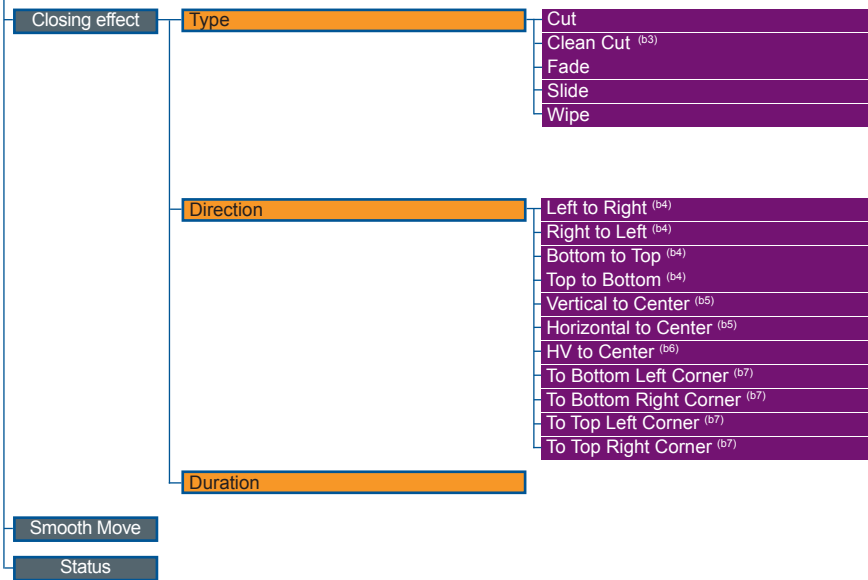 Closing effect
Type
Cut
Clean Cut (b3)
Fade
Slide
Wipe
Direction
Left to Right (b4)
Right to Left (b4)
Bottom to Top (b4)
Top to Bottom (b4)
Vertical to Center (b5)
Horizontal to Center (b5)
HV to Center (b6)
To Bottom Left Corner (b7)
To Bottom Right Corner (b7)
To Top Left Corner (b7)
To Top Right Corner (b7)
Duration
Smooth Move
Status